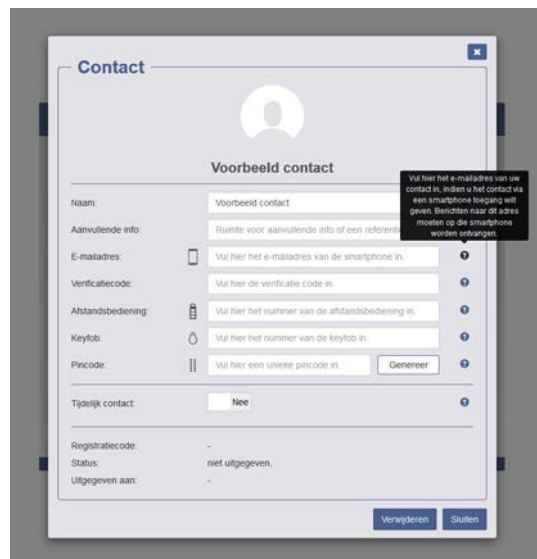 Contact
Voorbeeld contact
Vul hier het e-mailadres van uw
contact in, indien u het contact via
een smartphone toegang wilt
geven. Berichten naar dit adres
moeten op die smartphone
worden ontvangen.
Naam: Voorbeeld contact
Aanvullende info: Ruimte voor aanvullende info of een referentie
E-mailadres: Vul hier het e-mailadres van de smartphone in.
Verificatiecode: Vul hier de verificatie code in.
Afstandsbediening: Vul hier het nummer van de afstandsbediening in.
Keyfob: Vul hier het nummer van de keyfob in.
Pincode: Vul hier een unieke pincode in. Genereer
Tijdelijk contact: Nee
Registratiecode: -
Status: niet uitgegeven,
Uitgegeven aan: -
Verwijderen Sluiten